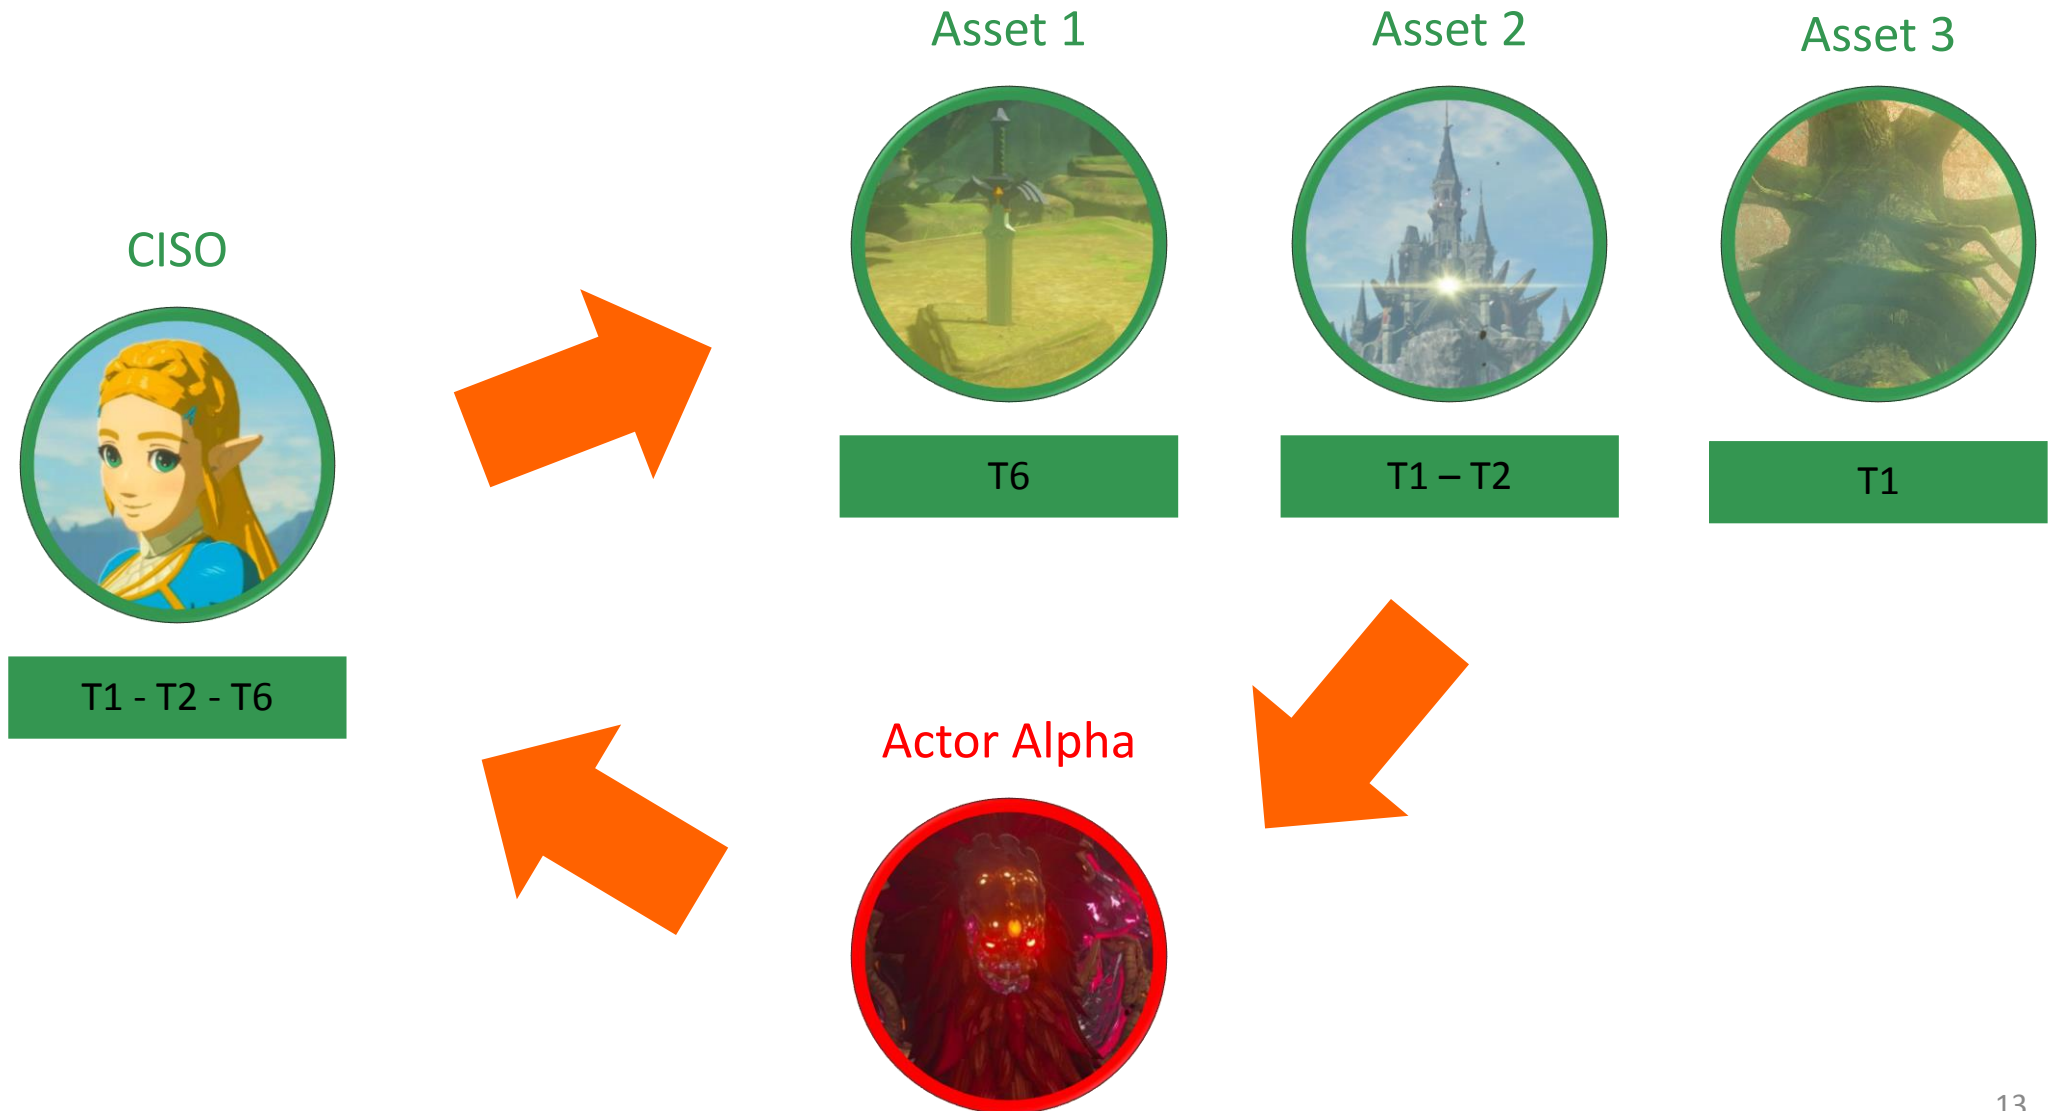 Asset 1
Asset 2
Asset 3
CISO
T6
T1 – T2
T1
T1 - T2 - T6
Actor Alpha
13